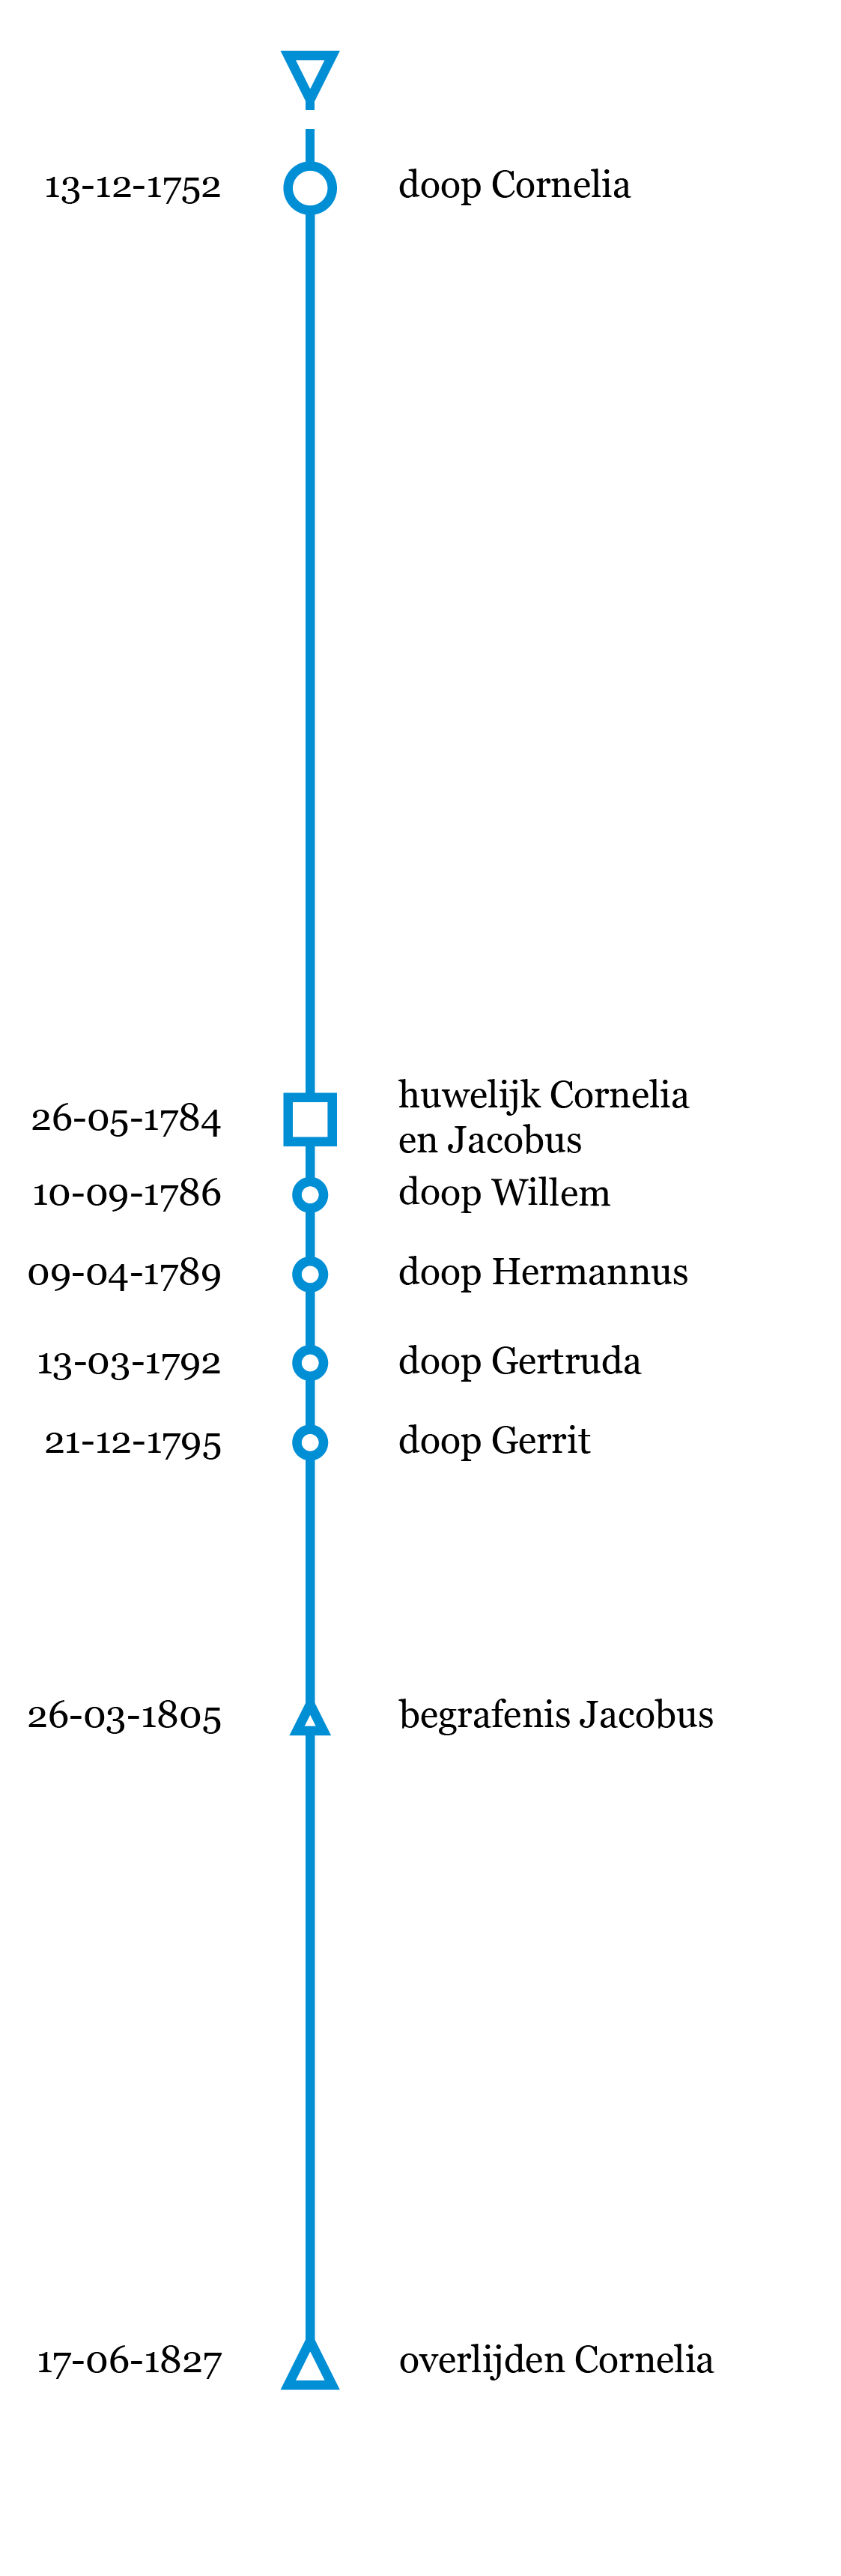 13-12-1752 doop Cornelia
26-05-1784 huwelijk Cornelia
en Jacobus
10-09-1786 doop Willem
09-04-1789 doop Hermannus
13-03-1792 doop Gertruda
21-12-1795 doop Gerrit
26-03-1805 begrafenis Jacobus
17-06-1827 overlijden Cornelia